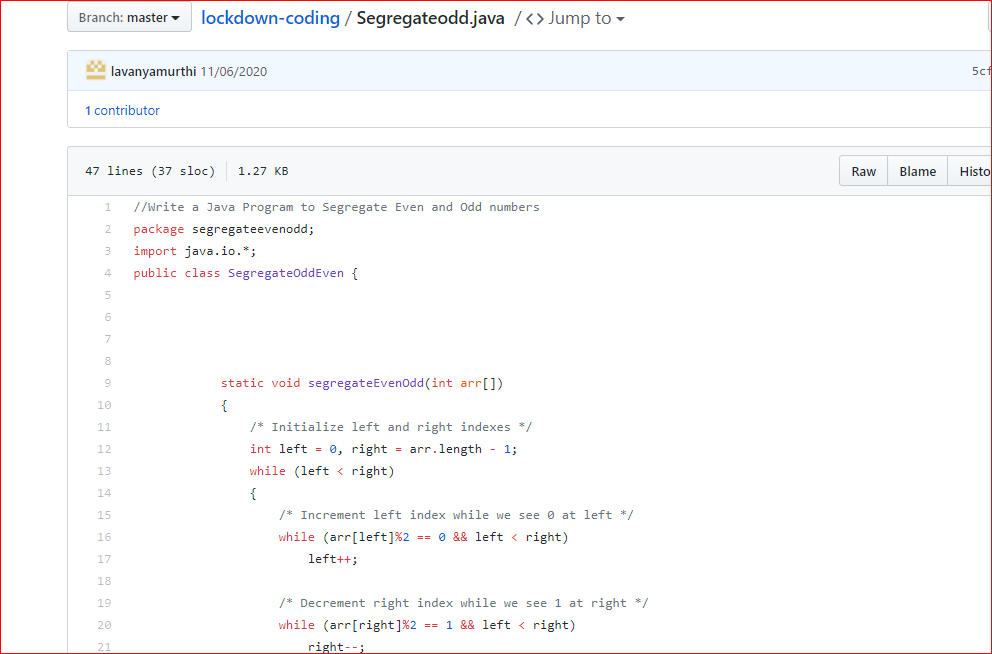 Branch: master lockdown-coding / Segregateodd.java / <> Jump to
lavanyamurthi 11/06/2020 5cf
1 contributor
47 lines (37 sloc) 1.27 KB Raw Blame Histo
1 //Write a Java Program to Segregate Even and Odd numbers
2 package segregateevenodd;
3 import java.io.*;
4 public class SegregateOddEven {
5
6
7
8
9 static void segregateEvenOdd(int arr[])
10 {
11 /* Initialize left and right indexes */
12 int left = 0, right = arr.length - 1;
13 while (left < right)
14 {
15 /* Increment left index while we see 0 at left */
16 while (arr[left]%2 == 0 && left < right)
17 left++;
18
19 /* Decrement right index while we see 1 at right */
20 while (arr[right]%2 == 1 && left < right)
21 right--;